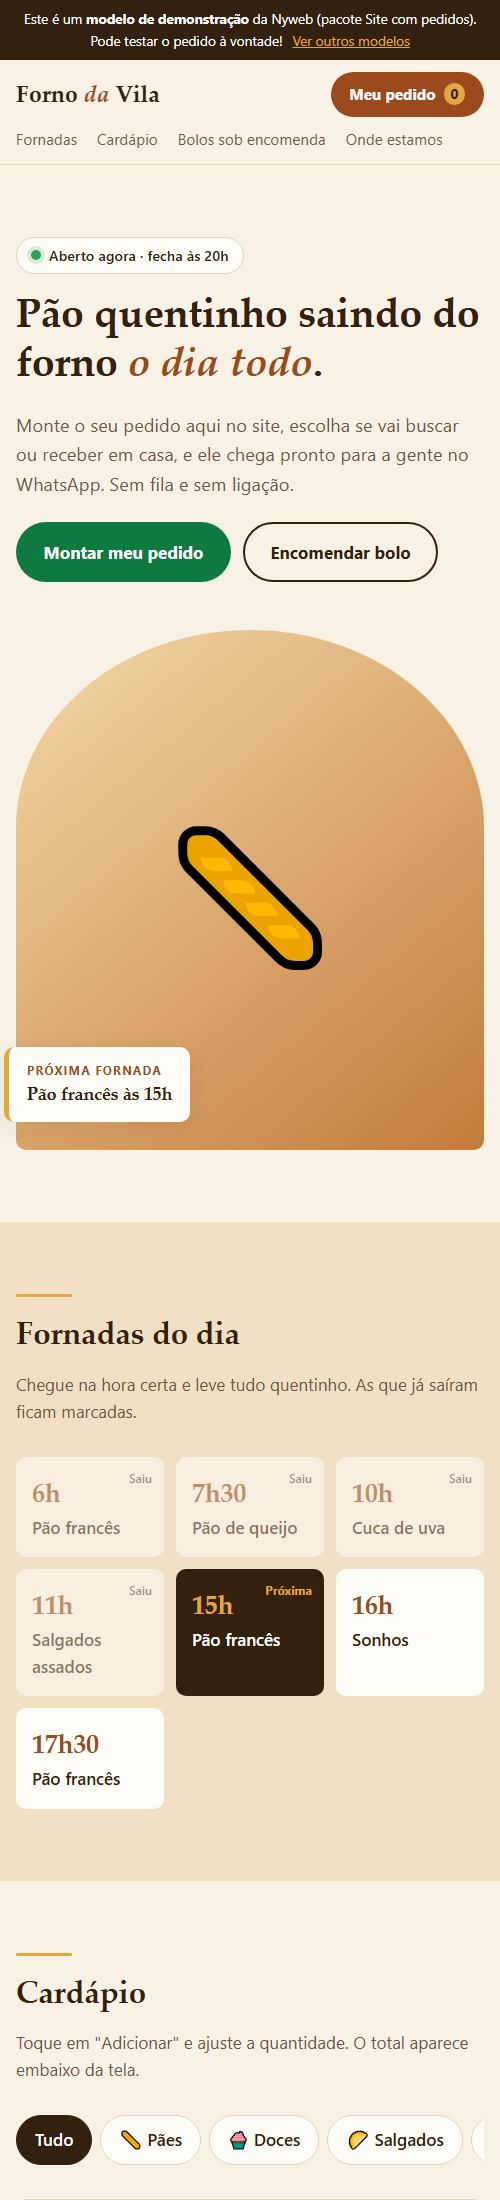 Este é um modelo de demonstração da Nyweb (pacote Site com pedidos).
Pode testar o pedido à vontade! Ver outros modelos
Forno da Vila
Meu pedido 0
Fornadas Cardápio Bolos sob encomenda Onde estamos
Aberto agora · fecha às 20h
Pão quentinho saindo do
forno o dia todo.
Monte o seu pedido aqui no site, escolha se vai buscar
ou receber em casa, e ele chega pronto para a gente no
WhatsApp. Sem fila e sem ligação.
Montar meu pedido
Encomendar bolo
PRÓXIMA FORNADA
Pão francês às 15h
Fornadas do dia
Chegue na hora certa e leve tudo quentinho. As que já saíram
ficam marcadas.
Saiu
6h
Pão francês
Saiu
7h30
Pão de queijo
Saiu
10h
Cuca de uva
Saiu
11h
Salgados
assados
Próxima
15h
Pão francês
16h
Sonhos
17h30
Pão francês
Cardápio
Toque em "Adicionar" e ajuste a quantidade. O total aparece
embaixo da tela.
Tudo
Pães
Doces
Salgados